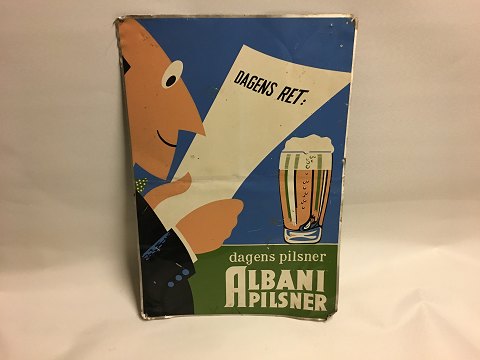 DAGENS RET:
dagens pilsner
ALBANI
PILSNER